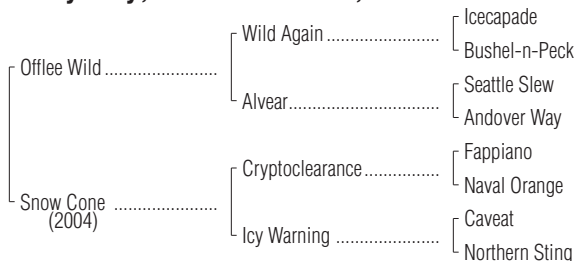 Icecapade
Wild Again ......................
Bushel-n-Peck
Offlee Wild ......................
Seattle Slew
Alvear..............................
Andover Way
Fappiano
Cryptoclearance...............
Naval Orange
Snow Cone ....................
(2004)
Caveat
Icy Warning .....................
Northern Sting